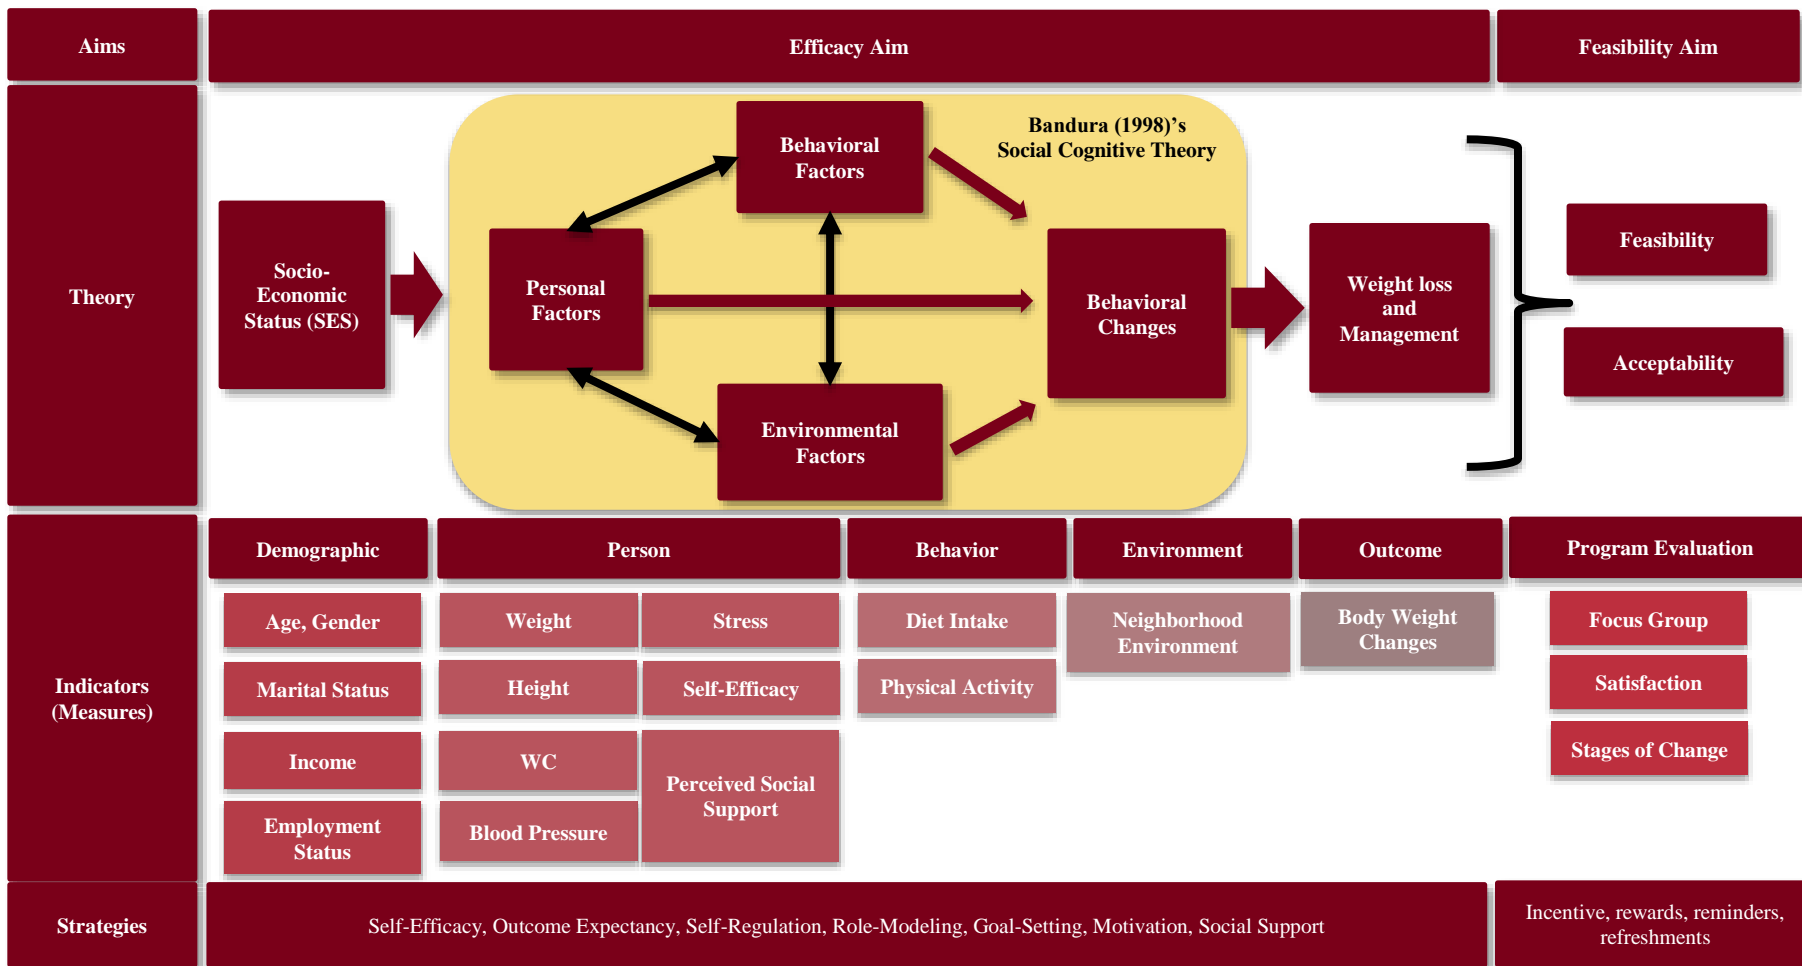 Aims
Efficacy Aim
Feasibility Aim
Theory
Socio-
Economic
Status (SES)
Bandura (1998)’s
Social Cognitive Theory
Behavioral
Factors
Personal
Factors
Environmental
Factors
Behavioral
Changes
Weight loss
and
Management
Feasibility
Acceptability
Indicators
(Measures)
Demographic
Person
Behavior
Environment
Outcome
Program Evaluation
Age, Gender
Marital Status
Income
Employment
Status
Weight
Height
WC
Blood Pressure
Stress
Self-Efficacy
Perceived Social
Support
Diet Intake
Physical Activity
Neighborhood
Environment
Body Weight
Changes
Focus Group
Satisfaction
Stages of Change
Strategies
Self-Efficacy, Outcome Expectancy, Self-Regulation, Role-Modeling, Goal-Setting, Motivation, Social Support
Incentive, rewards, reminders,
refreshments